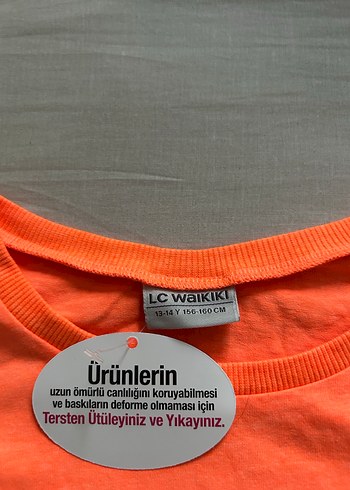 LC WAIKIKI
13-14 Y 156-160 CM
Ürünlerin
uzun ömürlü canlılığını koruyabilmesi
ve baskıların deforme olmaması için
Tersten Ütüleyiniz ve Yıkayınız.